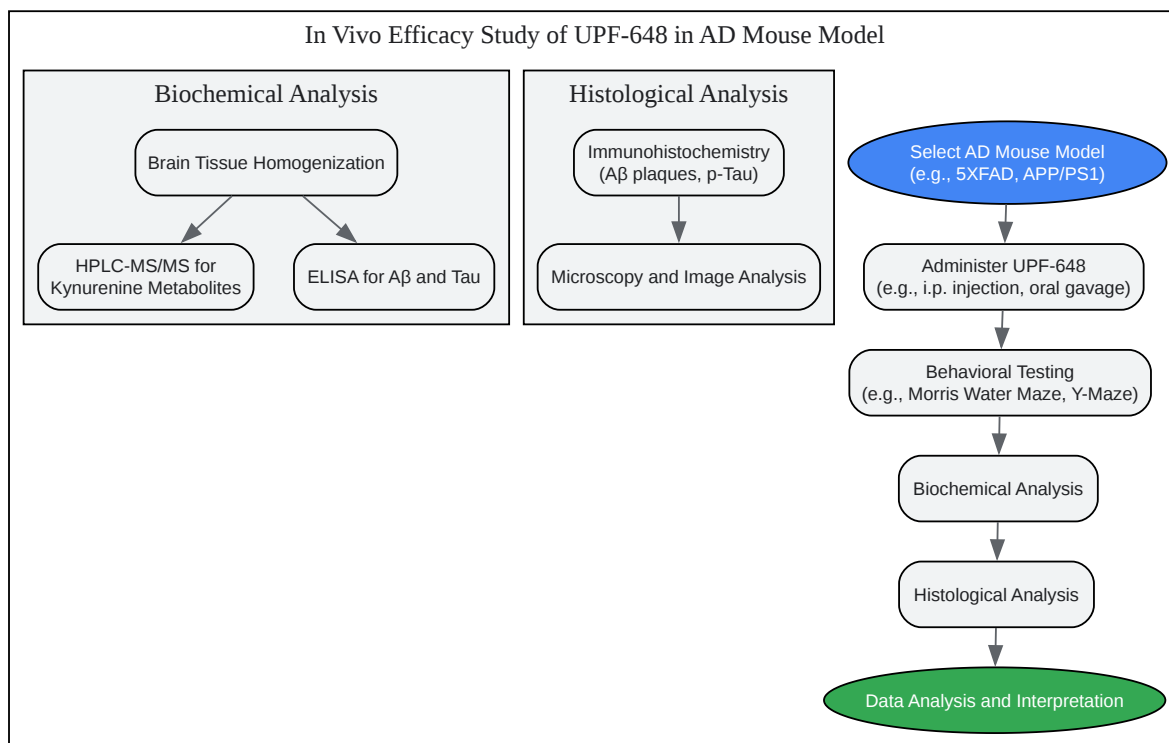 In Vivo Efficacy Study of UPF-648 in AD Mouse Model
Biochemical Analysis
Brain Tissue Homogenization
HPLC-MS/MS for
Kynurenine Metabolites
ELISA for Aβ and Tau
Histological Analysis
Immunohistochemistry
(Aβ plaques, p-Tau)
Microscopy and Image Analysis
Select AD Mouse Model
(e.g., 5XFAD, APP/PS1)
Administer UPF-648
(e.g., i.p. injection, oral gavage)
Behavioral Testing
(e.g., Morris Water Maze, Y-Maze)
Biochemical Analysis
Histological Analysis
Data Analysis and Interpretation